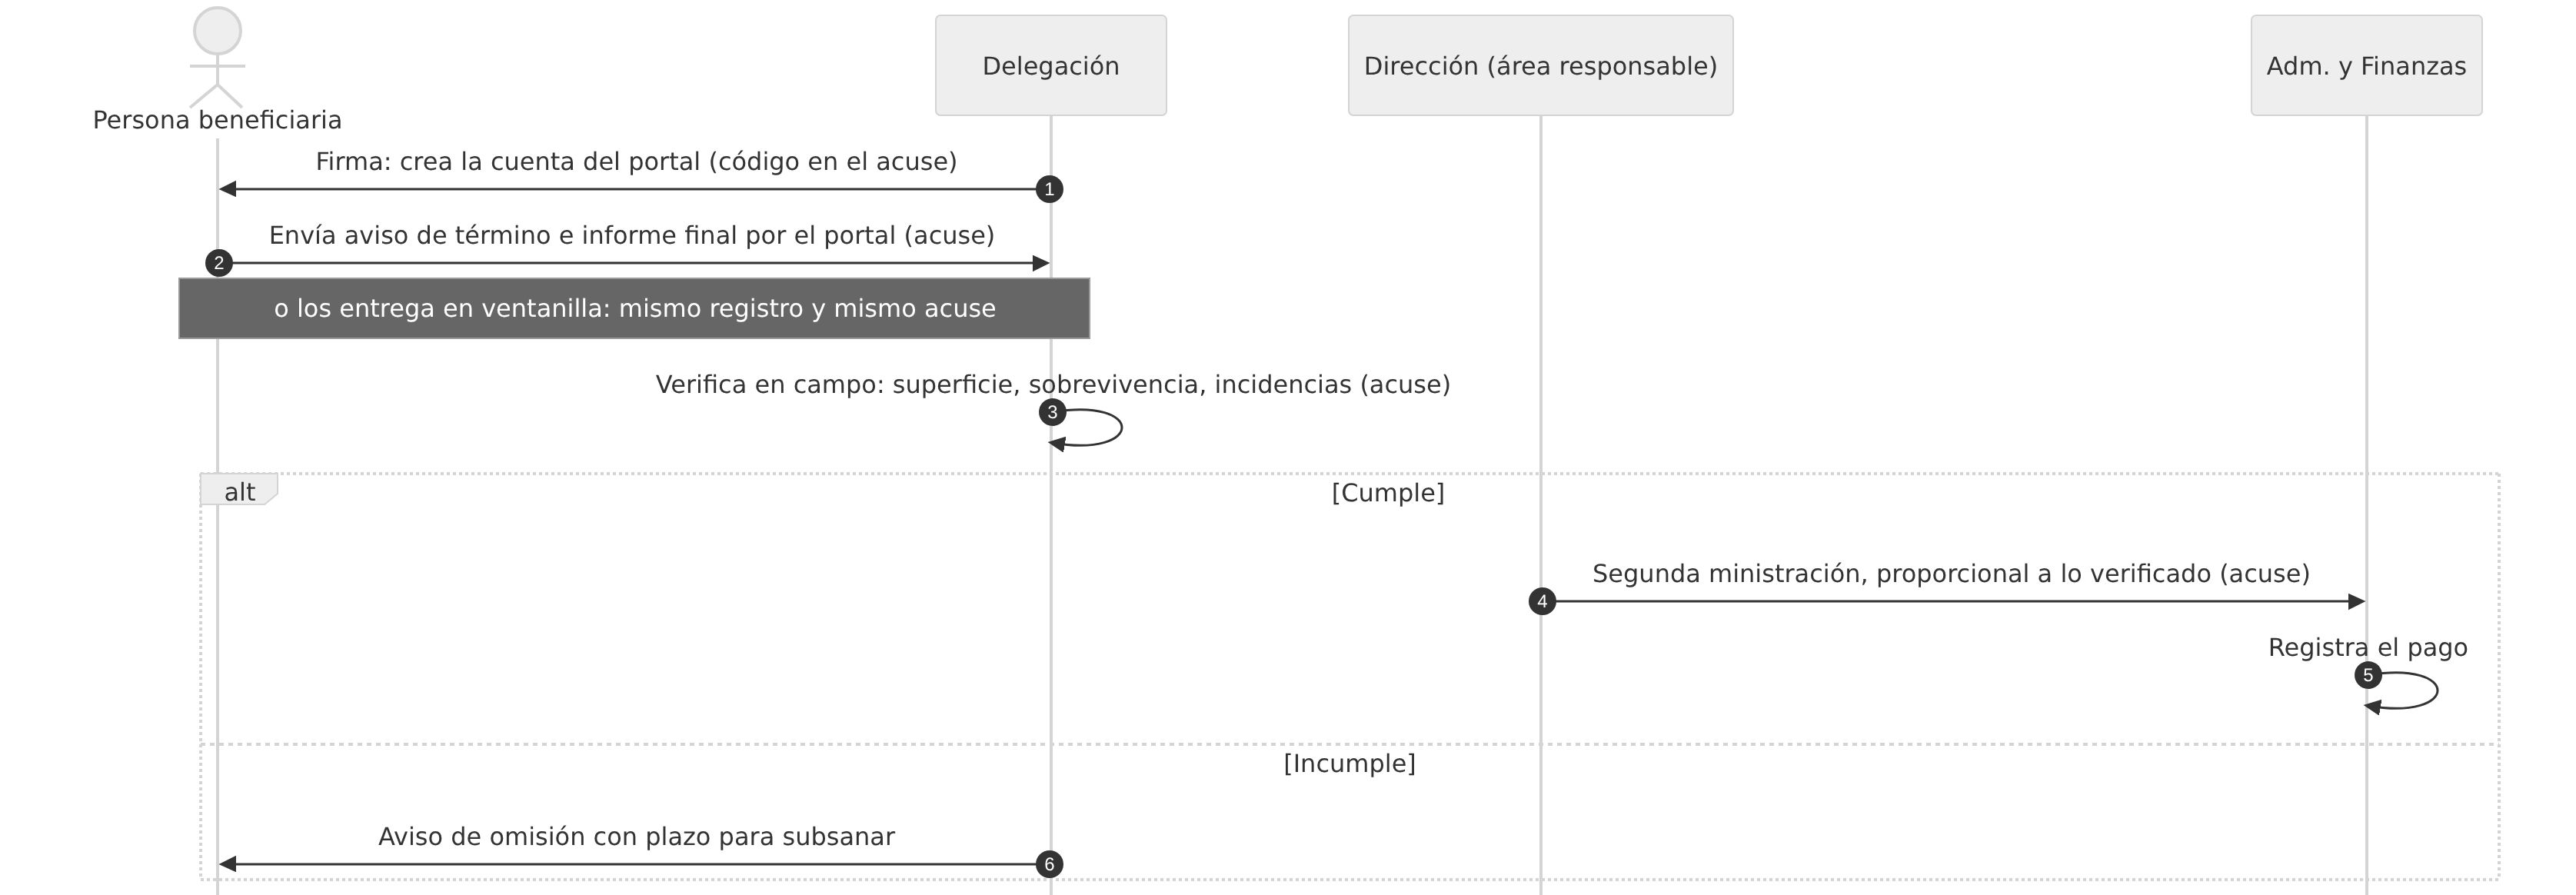 Persona beneficiaria
Delegación
Dirección (área responsable)
Adm. y Finanzas
Firma: crea la cuenta del portal (código en el acuse)
1
Envía aviso de término e informe final por el portal (acuse)
2
o los entrega en ventanilla: mismo registro y mismo acuse
Verifica en campo: superficie, sobrevivencia, incidencias (acuse)
3
alt
[Cumple]
Segunda ministración, proporcional a lo verificado (acuse)
4
Registra el pago
5
[Incumple]
Aviso de omisión con plazo para subsanar
6